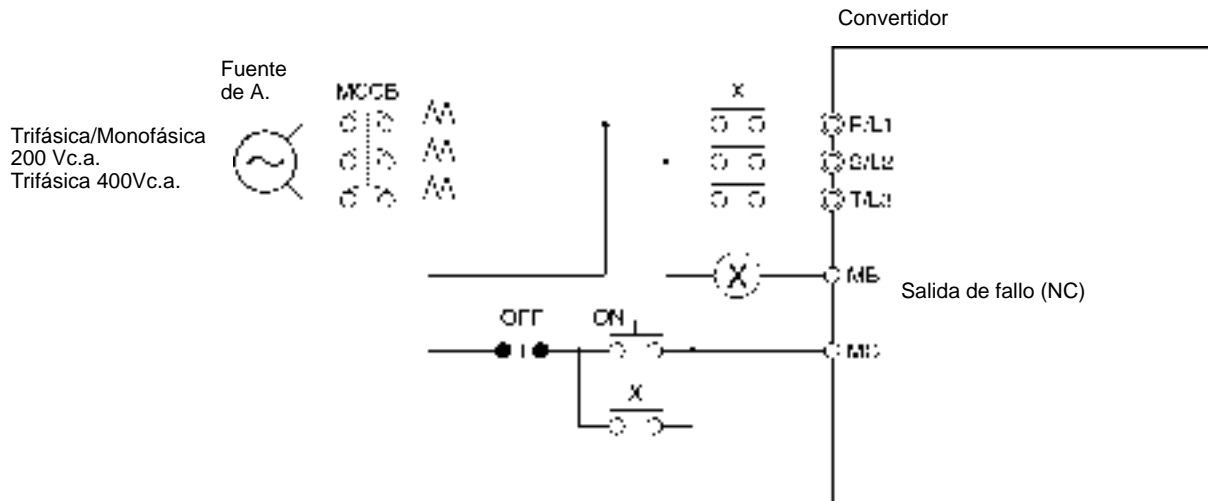 Convertidor
Fuente
de A.
MCCB
X
Trifásica/Monofásica
200 Vc.a.
Trifásica 400Vc.a.
R/L1
S/L2
T/L3
X
MB
Salida de fallo (NC)
OFF
ON
MC
X